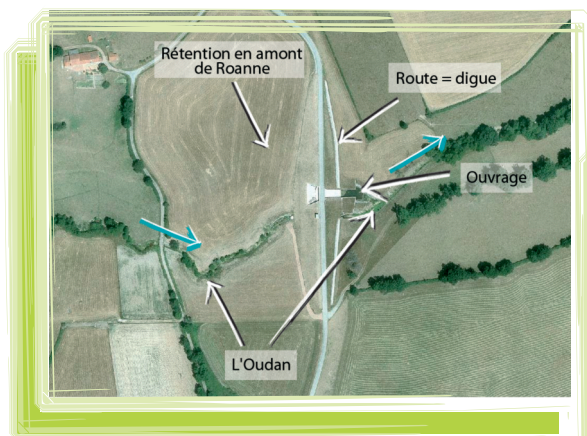 Rétention en amont
de Roanne
Route = digue
Ouvrage
L'Oudan